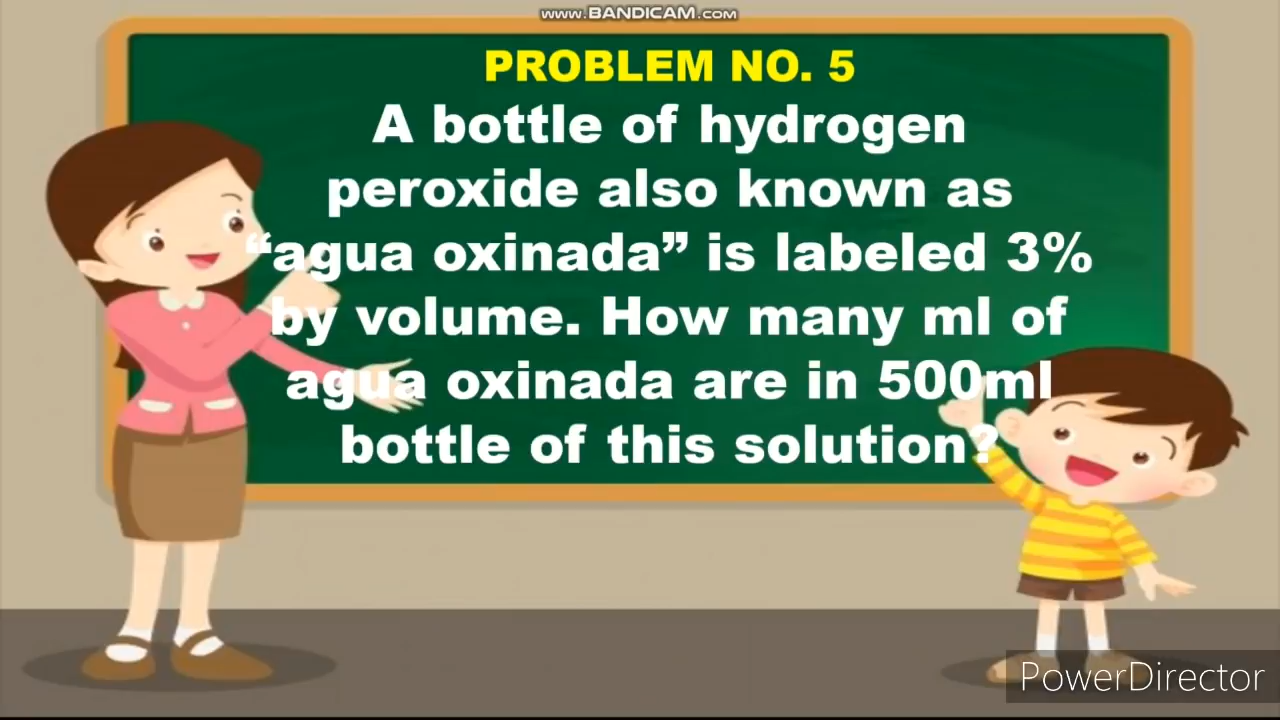 www.BANDICAM.com
PROBLEM NO. 5
A bottle of hydrogen
peroxide also known as
“agua oxinada” is labeled 3%
by volume. How many ml of
agua oxinada are in 500ml
bottle of this solution?
PowerDirector